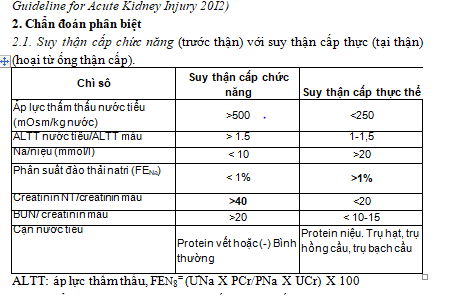 Guideline for Acute Kidney Injury 20I2)
2. Chẩn đoán phân biệt
2.1. Suy thận cấp chức năng (trước thận) với suy thận cấp thực (tại thận)
(hoại tử ống thận cấp).
Chỉ số
Suy thận cấp chức năng
Suy thận cấp thực thể
Áp lực thẩm thấu nước tiểu (mOsm/kg nước)
>500
<250
ALTT nước tiểu/ALTT máu
> 1.5
1-1,5
Na/niệu (mmol/l)
< 10
>20
Phân suất đào thải natri (FENa)
< 1%
>1%
Creatinin NT/creatinin máu
>40
<20
BUN/ creatinin máu
>20
< 10-15
Cặn nước tiểu
Protein vết hoặc (-) Bình thường
Protein niệu. Trụ hạt, trụ hồng cầu, trụ bạch cầu
ALTT: áp lực thẩm thấu, FEN8 = (UNa X PCr/PNa X UCr) X 100